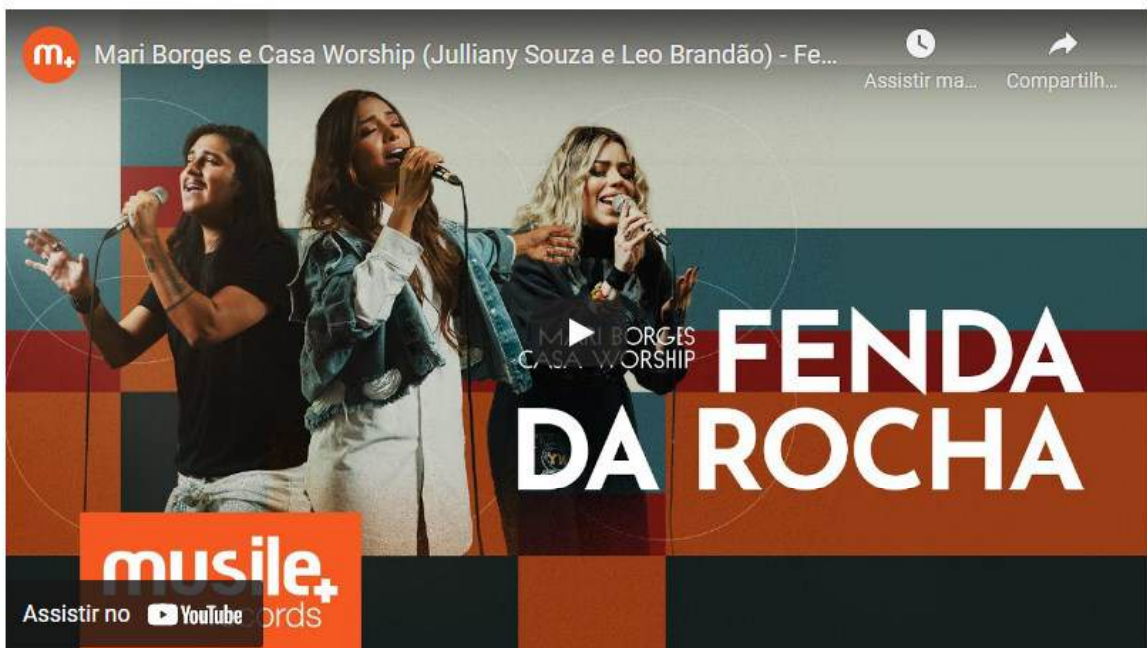 m+
Mari Borges e Casa Worship (Julliany Souza e Leo Brandão) - Fe...
Assistir ma...
Compartilh...
MARI BORGES
CASA WORSHIP
FENDA
DA ROCHA
musile+
Assistir no YouTube
ords